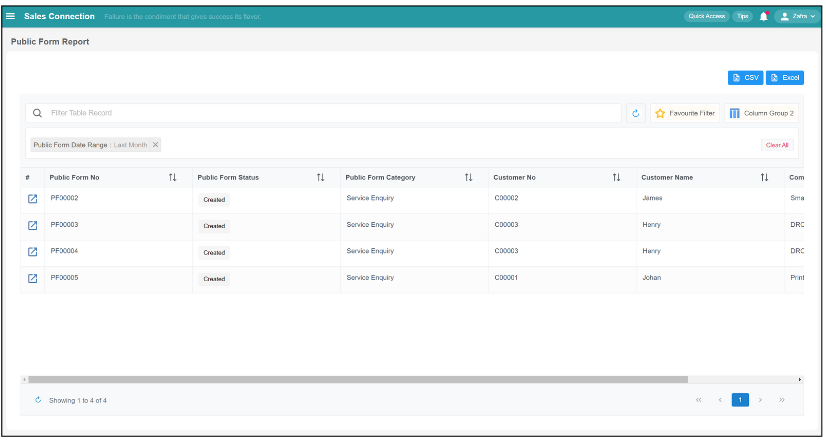 Sales Connection Failure is the condiment that gives success its flavor. Quick Access Tips Zafra
Public Form Report
CSV Excel
Filter Table Record Favourite Filter Column Group 2
Public Form Date Range : Last Month Clear All
# Public Form No Public Form Status Public Form Category Customer No Customer Name Com
PF00002 Created Service Enquiry C00002 James Sma
PF00003 Created Service Enquiry C00003 Henry DRC
PF00004 Created Service Enquiry C00003 Henry DRC
PF00005 Created Service Enquiry C00001 Johan Print
Showing 1 to 4 of 4 1